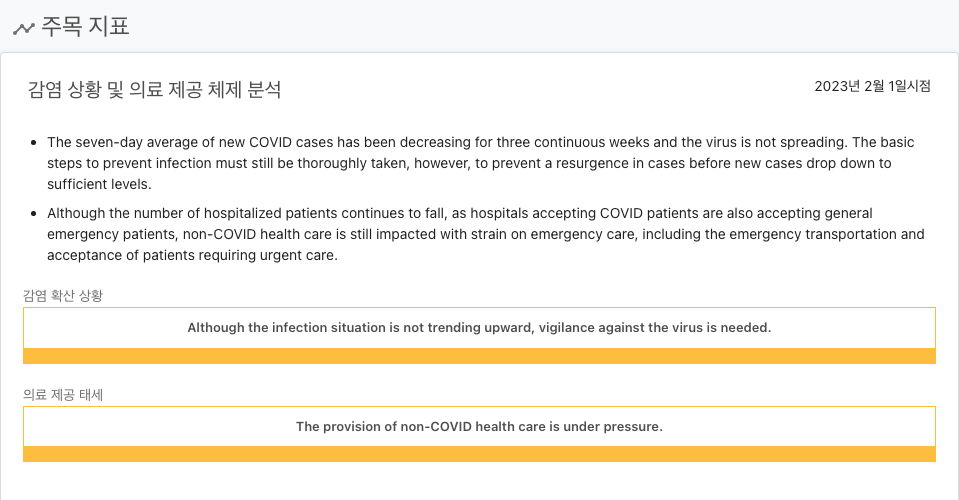 주목 지표
감염 상황 및 의료 제공 체제 분석
2023년 2월 1일시점
The seven-day average of new COVID cases has been decreasing for three continuous weeks and the virus is not spreading. The basic
steps to prevent infection must still be thoroughly taken, however, to prevent a resurgence in cases before new cases drop down to
sufficient levels.
Although the number of hospitalized patients continues to fall, as hospitals accepting COVID patients are also accepting general
emergency patients, non-COVID health care is still impacted with strain on emergency care, including the emergency transportation and
acceptance of patients requiring urgent care.
감염 확산 상황
Although the infection situation is not trending upward, vigilance against the virus is needed.
의료 제공 태세
The provision of non-COVID health care is under pressure.